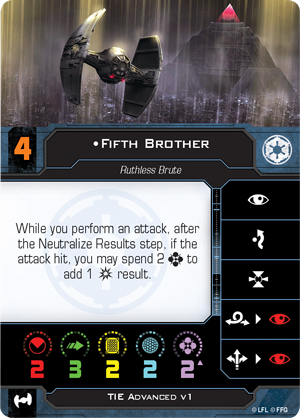 4
•Fifth Brother
Ruthless Brute
While you perform an attack, after
the Neutralize Results step, if the
attack hit, you may spend 2 to
add 1 result.
2 3 2 2 2
TIE Advanced v1
©LFL ©FFG